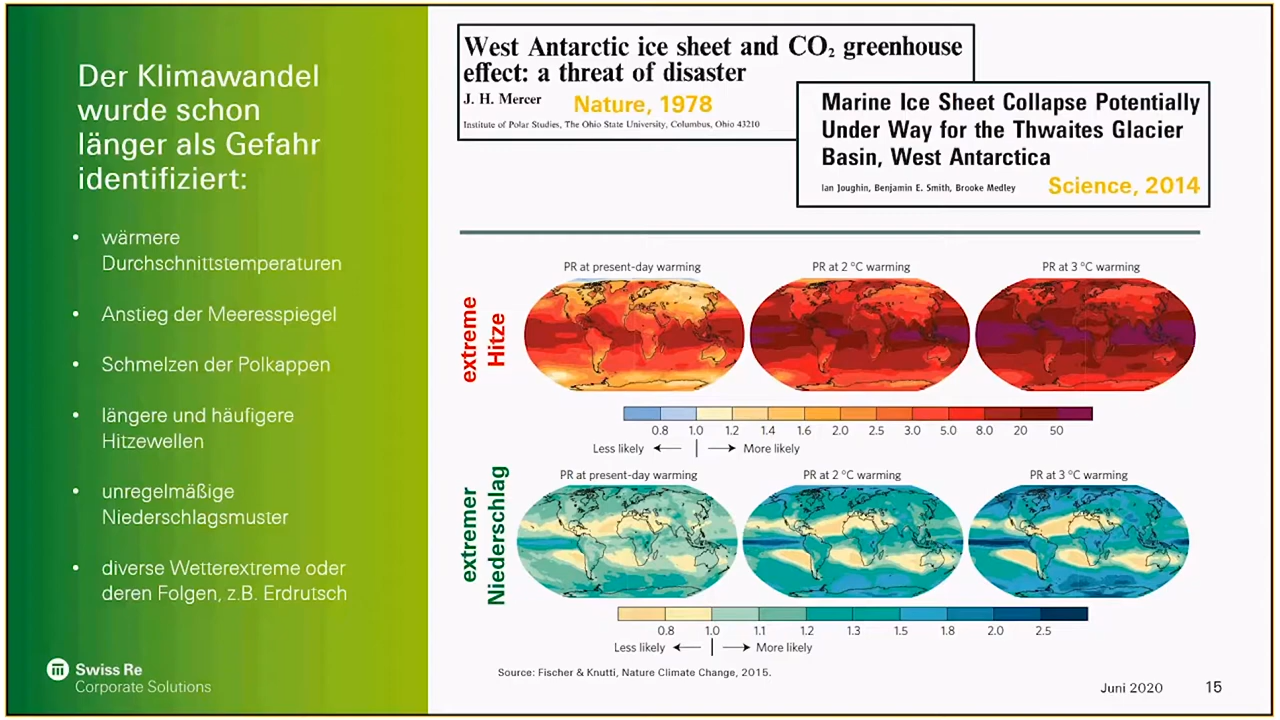 Der Klimawandel
wurde schon
länger als Gefahr
identifiziert:
• wärmere
Durchschnittstemperaturen
• Anstieg der Meeresspiegel
• Schmelzen der Polkappen
• längere und häufigere
Hitzewellen
• unregelmäßige
Niederschlagsmuster
• diverse Wetterextreme oder
deren Folgen, z.B. Erdrutsch
Swiss Re
Corporate Solutions
West Antarctic ice sheet and CO₂ greenhouse
effect: a threat of disaster
J. H. Mercer Nature, 1978
Institute of Polar Studies, The Ohio State University, Columbus, Ohio 43210
Marine Ice Sheet Collapse Potentially
Under Way for the Thwaites Glacier
Basin, West Antarctica
Ian Joughin, Benjamin E. Smith, Brooke Medley Science, 2014
extreme
Hitze
PR at present-day warming PR at 2 °C warming PR at 3 °C warming
0.8 1.0 1.2 1.4 1.6 2.0 2.5 3.0 5.0 8.0 20 50
Less likely ← | → More likely
extremer
Niederschlag
PR at present-day warming PR at 2 °C warming PR at 3 °C warming
0.8 1.0 1.1 1.2 1.3 1.5 1.8 2.0 2.5
Less likely ← | → More likely
Source: Fischer & Knutti, Nature Climate Change, 2015.
Juni 2020 15